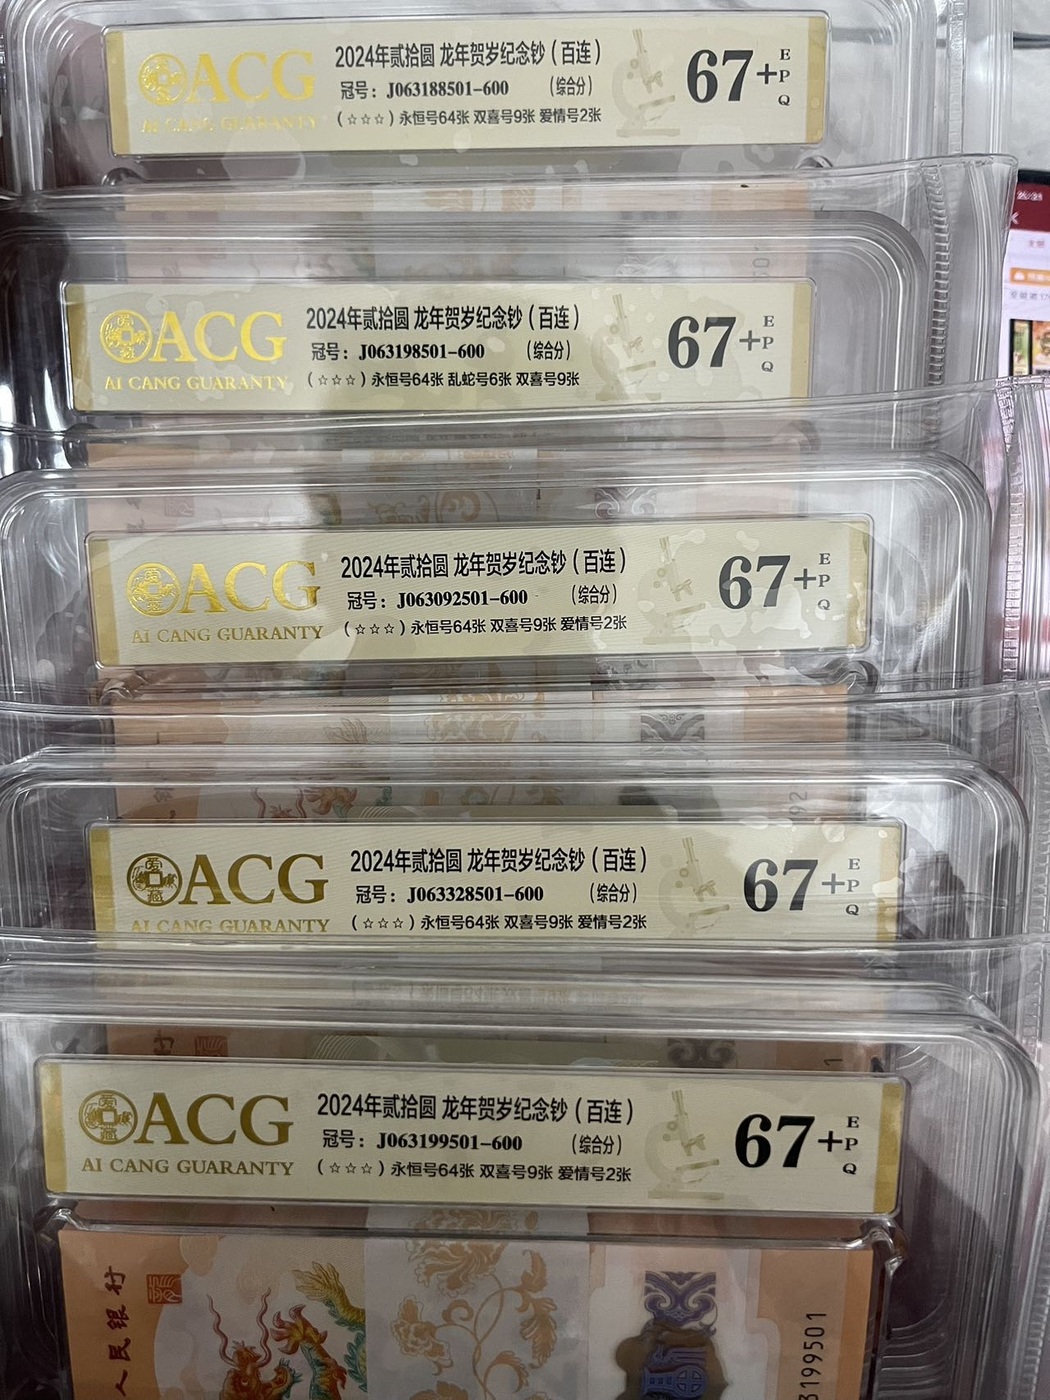 ACG
AI CANG GUARANTY
2024年贰拾圆 龙年贺岁纪念钞（百连）
冠号：J063188501-600 （综合分）
（☆☆☆）永恒号64张 双喜号9张 爱情号2张
67+
E
P
Q
ACG
AI CANG GUARANTY
2024年贰拾圆 龙年贺岁纪念钞（百连）
冠号：J063198501-600 （综合分）
（☆☆☆）永恒号64张 乱蛇号6张 双喜号9张
67+
E
P
Q
ACG
AI CANG GUARANTY
2024年贰拾圆 龙年贺岁纪念钞（百连）
冠号：J063092501-600 （综合分）
（☆☆☆）永恒号64张 双喜号9张 爱情号2张
67+
E
P
Q
ACG
AI CANG GUARANTY
2024年贰拾圆 龙年贺岁纪念钞（百连）
冠号：J063328501-600 （综合分）
（☆☆☆）永恒号64张 双喜号9张 爱情号2张
67+
E
P
Q
ACG
AI CANG GUARANTY
2024年贰拾圆 龙年贺岁纪念钞（百连）
冠号：J063199501-600 （综合分）
（☆☆☆）永恒号64张 双喜号9张 爱情号2张
67+
E
P
Q
人民银行
3199501